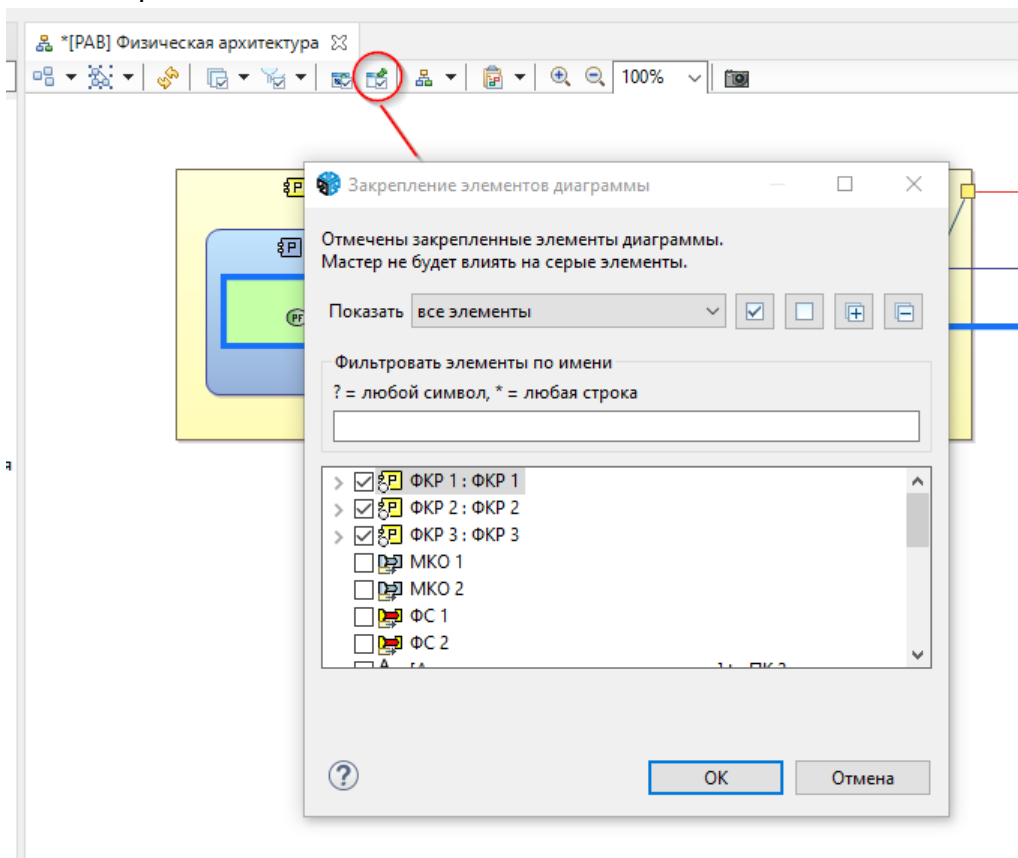 *[PAB] Физическая архитектура
100%
P
P
PF
Закрепление элементов диаграммы
Отмечены закрепленные элементы диаграммы.
Мастер не будет влиять на серые элементы.
Показать все элементы
Фильтровать элементы по имени
? = любой символ, * = любая строка
ФКР 1 : ФКР 1
ФКР 2 : ФКР 2
ФКР 3 : ФКР 3
МКО 1
МКО 2
ФС 1
ФС 2
я
OK Отмена